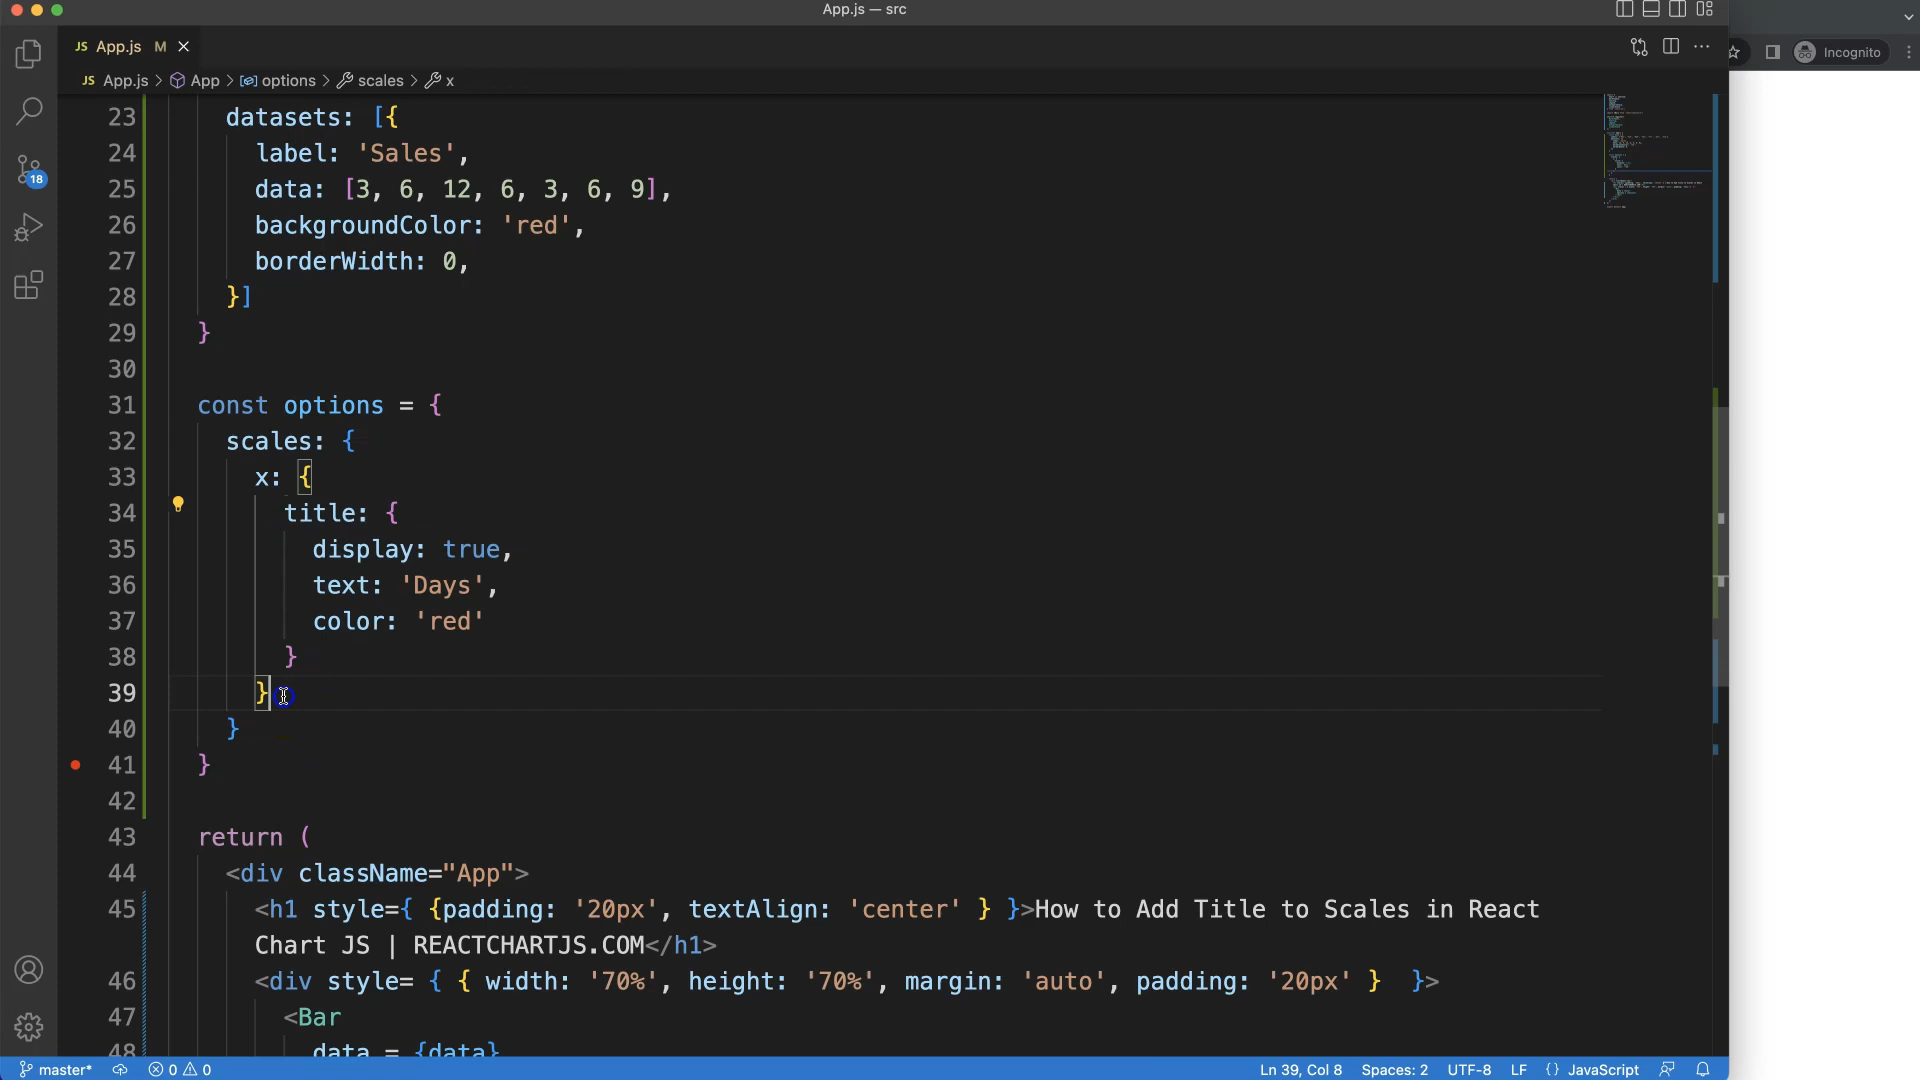 App.js — src
JS App.js M
Incognito
JS App.js > App > options > scales > x
23 datasets: [{
24 label: 'Sales',
25 data: [3, 6, 12, 6, 3, 6, 9],
26 backgroundColor: 'red',
27 borderWidth: 0,
28 }]
29 }
30
31 const options = {
32 scales: {
33 x: {
34 title: {
35 display: true,
36 text: 'Days',
37 color: 'red'
38 }
39 }
40 }
41 }
42
43 return (
44 <div className="App">
45 <h1 style={ {padding: '20px', textAlign: 'center' } }>How to Add Title to Scales in React
Chart JS | REACTCHARTJS.COM</h1>
46 <div style= { { width: '70%', height: '70%', margin: 'auto', padding: '20px' }  }>
47 <Bar
48 data = {data}
18
master* 0 0 Ln 39, Col 8 Spaces: 2 UTF-8 LF {} JavaScript